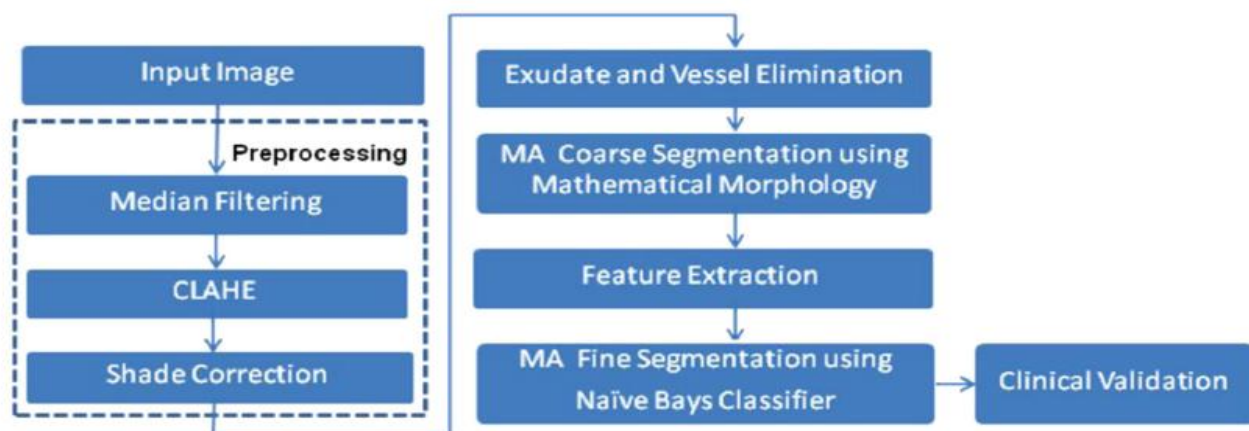 Input Image
Preprocessing
Median Filtering
CLAHE
Shade Correction
Exudate and Vessel Elimination
MA Coarse Segmentation using
Mathematical Morphology
Feature Extraction
MA Fine Segmentation using
Naïve Bays Classifier
Clinical Validation